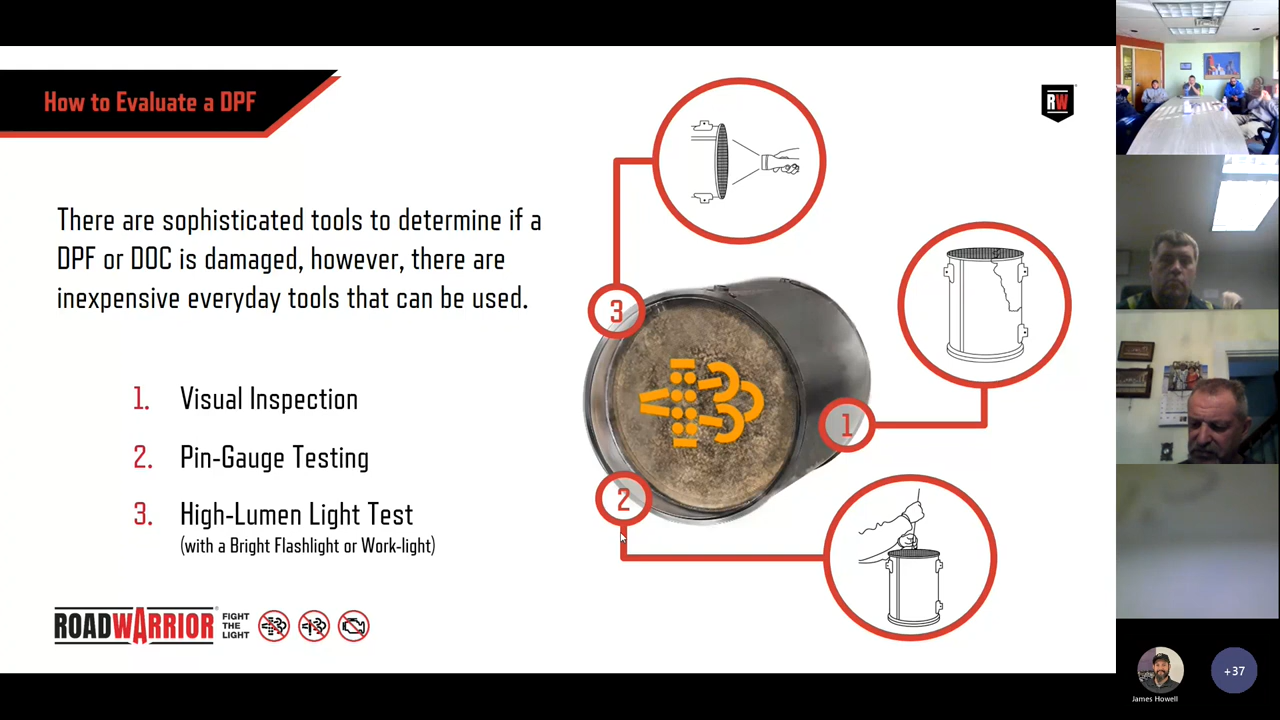 How to Evaluate a DPF
RW
There are sophisticated tools to determine if a
DPF or DOC is damaged, however, there are
inexpensive everyday tools that can be used.
1. Visual Inspection
2. Pin-Gauge Testing
3. High-Lumen Light Test
(with a Bright Flashlight or Work-light)
3
1
2
ROADWARRIOR
FIGHT
THE
LIGHT
James Howell
+37